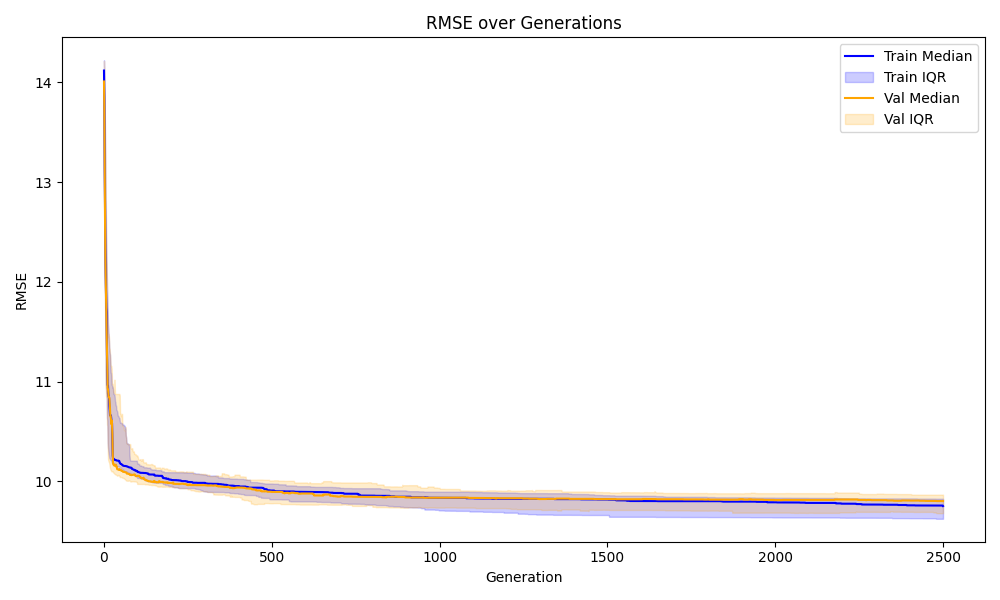 RMSE over Generations
Train Median
Train IQR
Val Median
Val IQR
14
13
12
11
10
RMSE
0 500 1000 1500 2000 2500
Generation